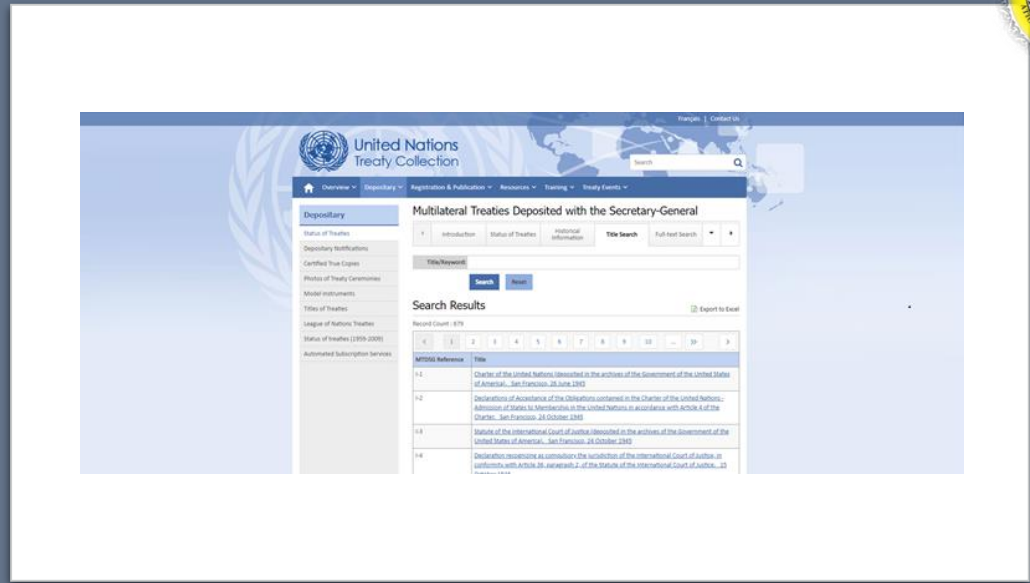 Français | Contact Us
United Nations
Treaty Collection
Search
Overview
Depositary
Registration & Publication
Resources
Training
Treaty Events
Depositary
Status of Treaties
Depositary Notifications
Certified True Copies
Photos of Treaty Ceremonies
Model Instruments
Titles of Treaties
League of Nations Treaties
Status of treaties (1959-2009)
Automated Subscription Services
Multilateral Treaties Deposited with the Secretary-General
Introduction
Status of Treaties
Historical
Information
Title Search
Full-text Search
Title/Keyword:
Search
Reset
Search Results
Export to Excel
Record Count : 679
< 1 2 3 4 5 6 7 8 9 10 ... >
MTDSG Reference
Title
I-1
Charter of the United Nations (deposited in the archives of the Government of the United States
of America). San Francisco, 26 June 1945
I-2
Declarations of Acceptance of the Obligations contained in the Charter of the United Nations -
Admission of States to Membership in the United Nations in accordance with Article 4 of the
Charter. San Francisco, 24 October 1945
I-3
Statute of the International Court of Justice (deposited in the archives of the Government of the
United States of America). San Francisco, 24 October 1945
I-4
Declaration recognizing as compulsory the jurisdiction of the International Court of Justice, in
conformity with Article 36, paragraph 2, of the Statute of the International Court of Justice.